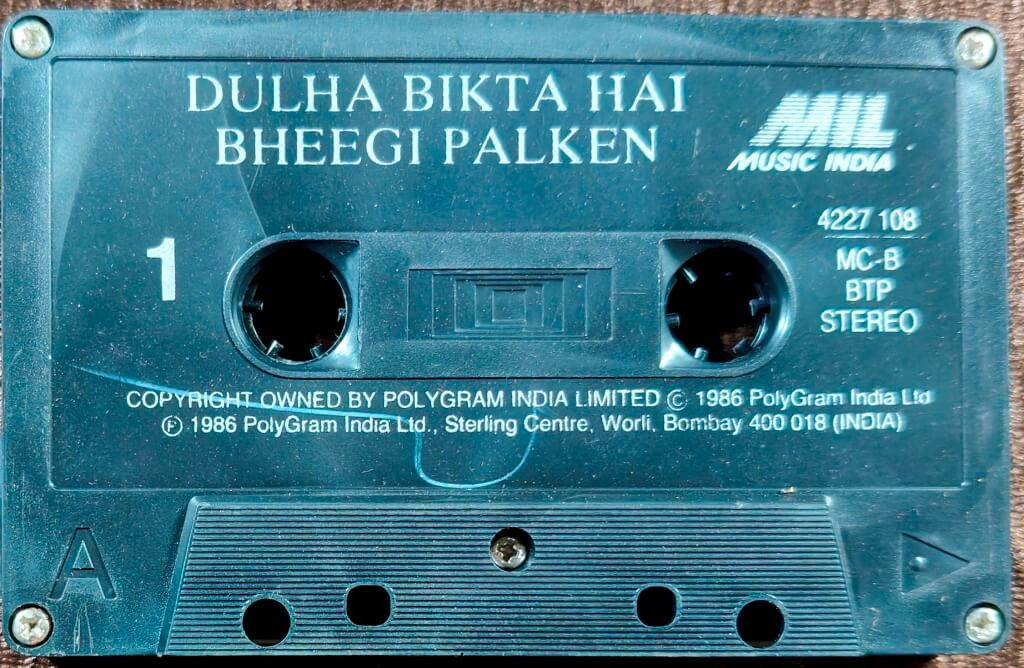 DULHA BIKTA HAI
BHEEGI PALKEN
MIL
MUSIC INDIA
4227 108
MC-B
BTP
STEREO
1
COPYRIGHT OWNED BY POLYGRAM INDIA LIMITED © 1986 PolyGram India Ltd
℗ 1986 PolyGram India Ltd., Sterling Centre, Worli, Bombay 400 018 (INDIA)
A